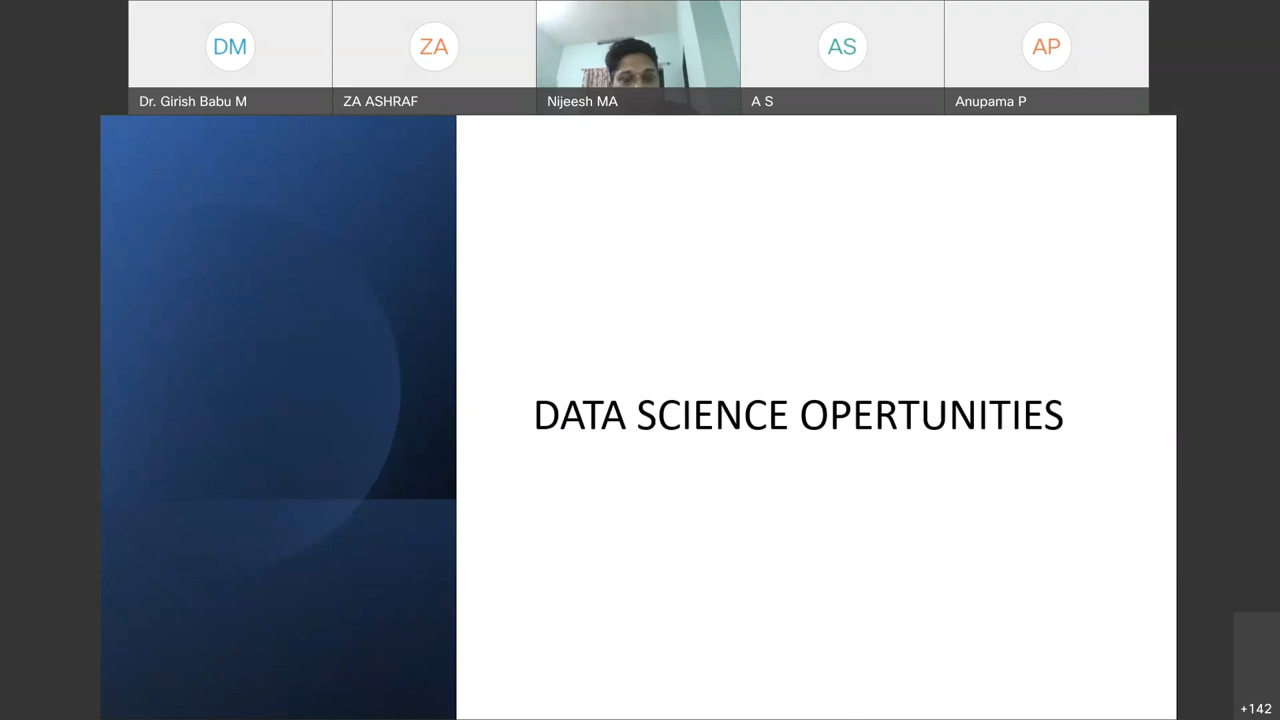 DM
ZA
AS
AP
Dr. Girish Babu M
ZA ASHRAF
Nijeesh MA
A S
Anupama P
DATA SCIENCE OPERTUNITIES
+142